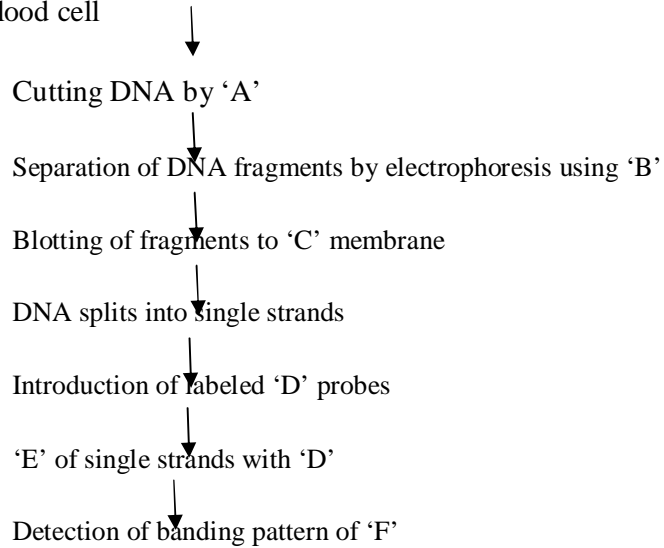 lood cell
Cutting DNA by ‘A’
Separation of DNA fragments by electrophoresis using ‘B’
Blotting of fragments to ‘C’ membrane
DNA splits into single strands
Introduction of labeled ‘D’ probes
‘E’ of single strands with ‘D’
Detection of banding pattern of ‘F’